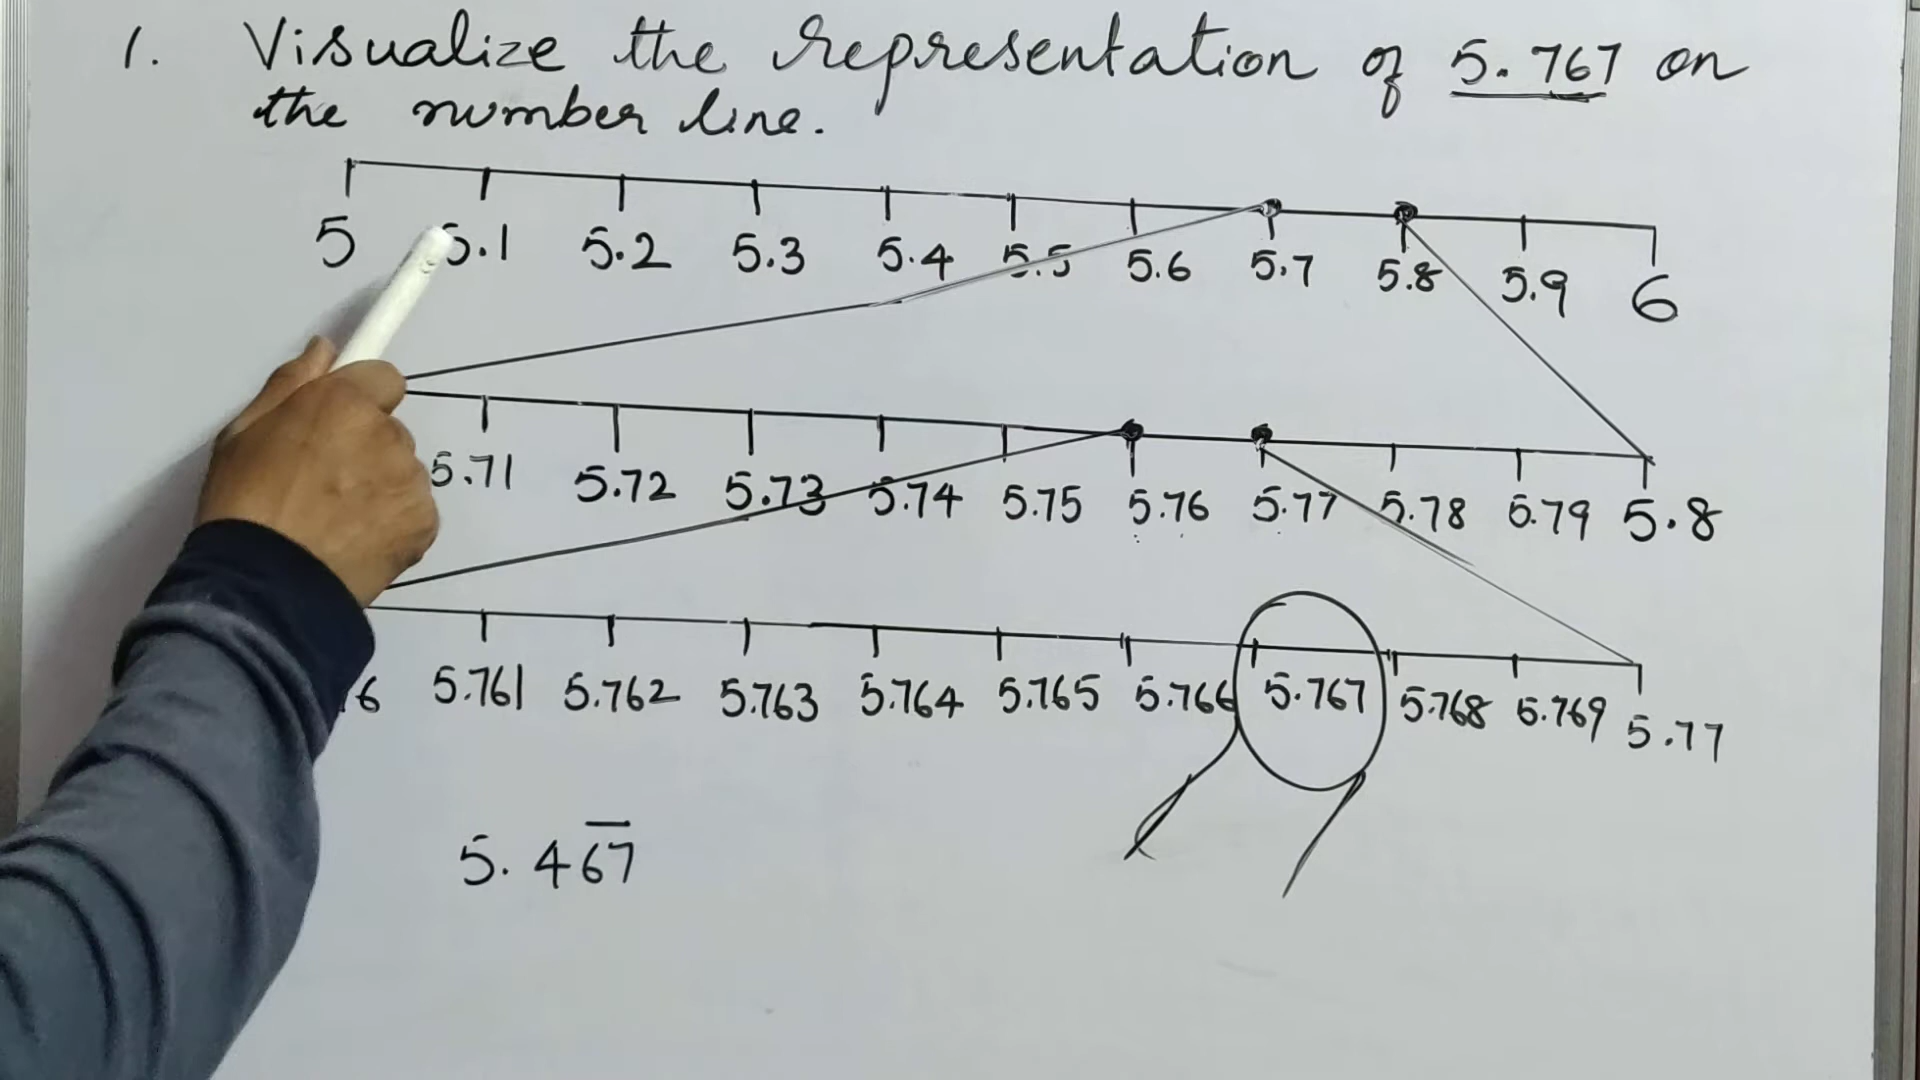 1. Visualize the representation of 5.767 on
the number line.
5 5.1 5.2 5.3 5.4 5.5 5.6 5.7 5.8 5.9 6
5.71 5.72 5.73 5.74 5.75 5.76 5.77 5.78 5.79 5.8
6 5.761 5.762 5.763 5.764 5.765 5.766 5.767 5.768 5.769 5.77
5.46̅7̅